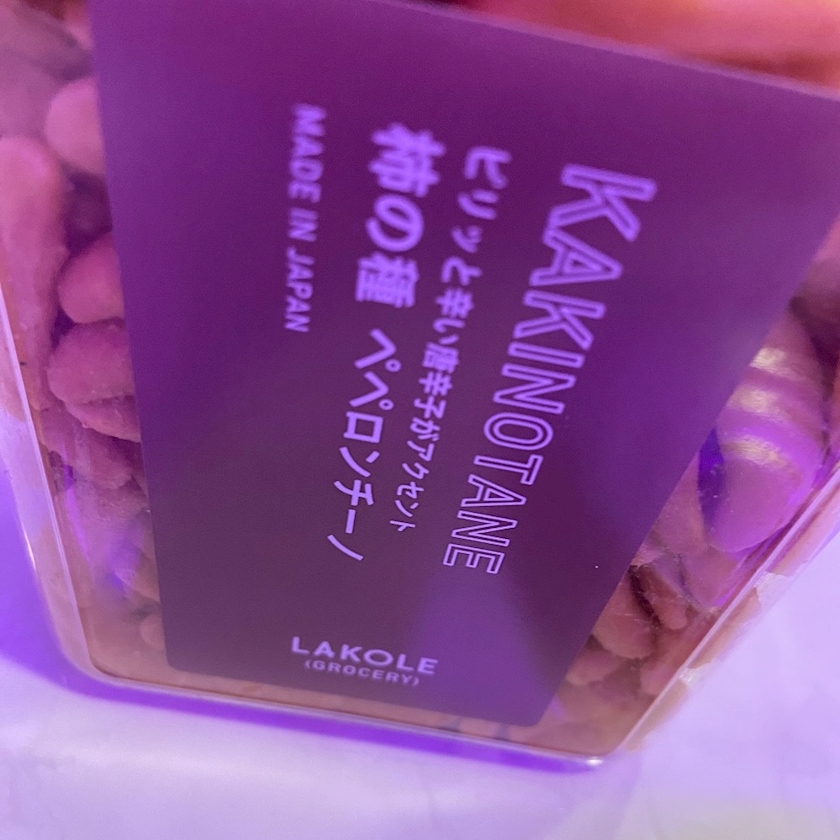 KAKINOTANE
ピリッと辛い唐辛子がアクセント
柿の種 ペペロンチーノ
MADE IN JAPAN
LAKOLE
(GROCERY)